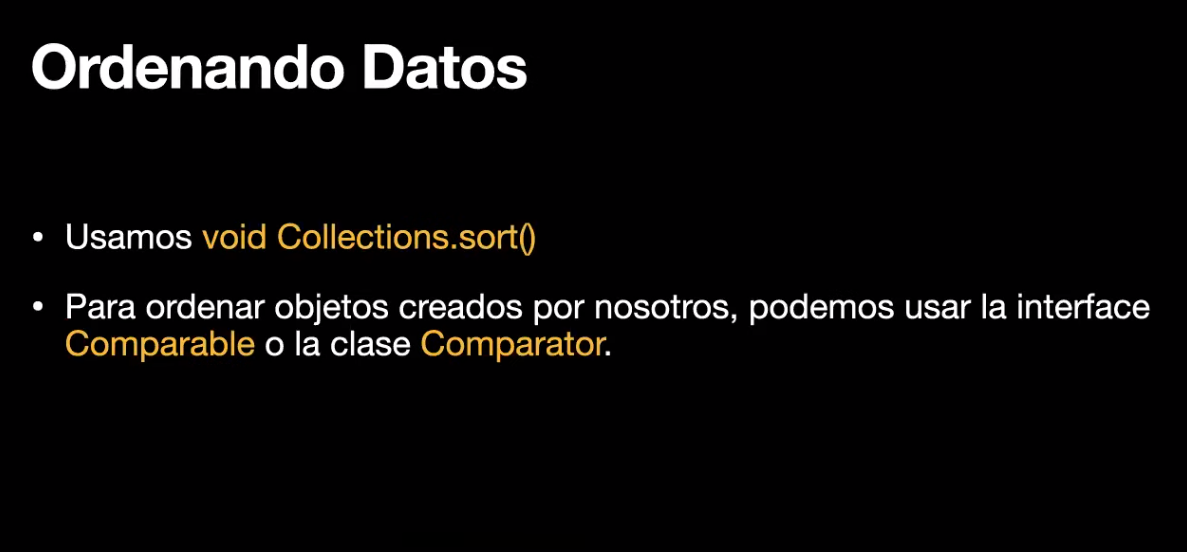 Ordenando Datos
• Usamos void Collections.sort()
• Para ordenar objetos creados por nosotros, podemos usar la interface
Comparable o la clase Comparator.